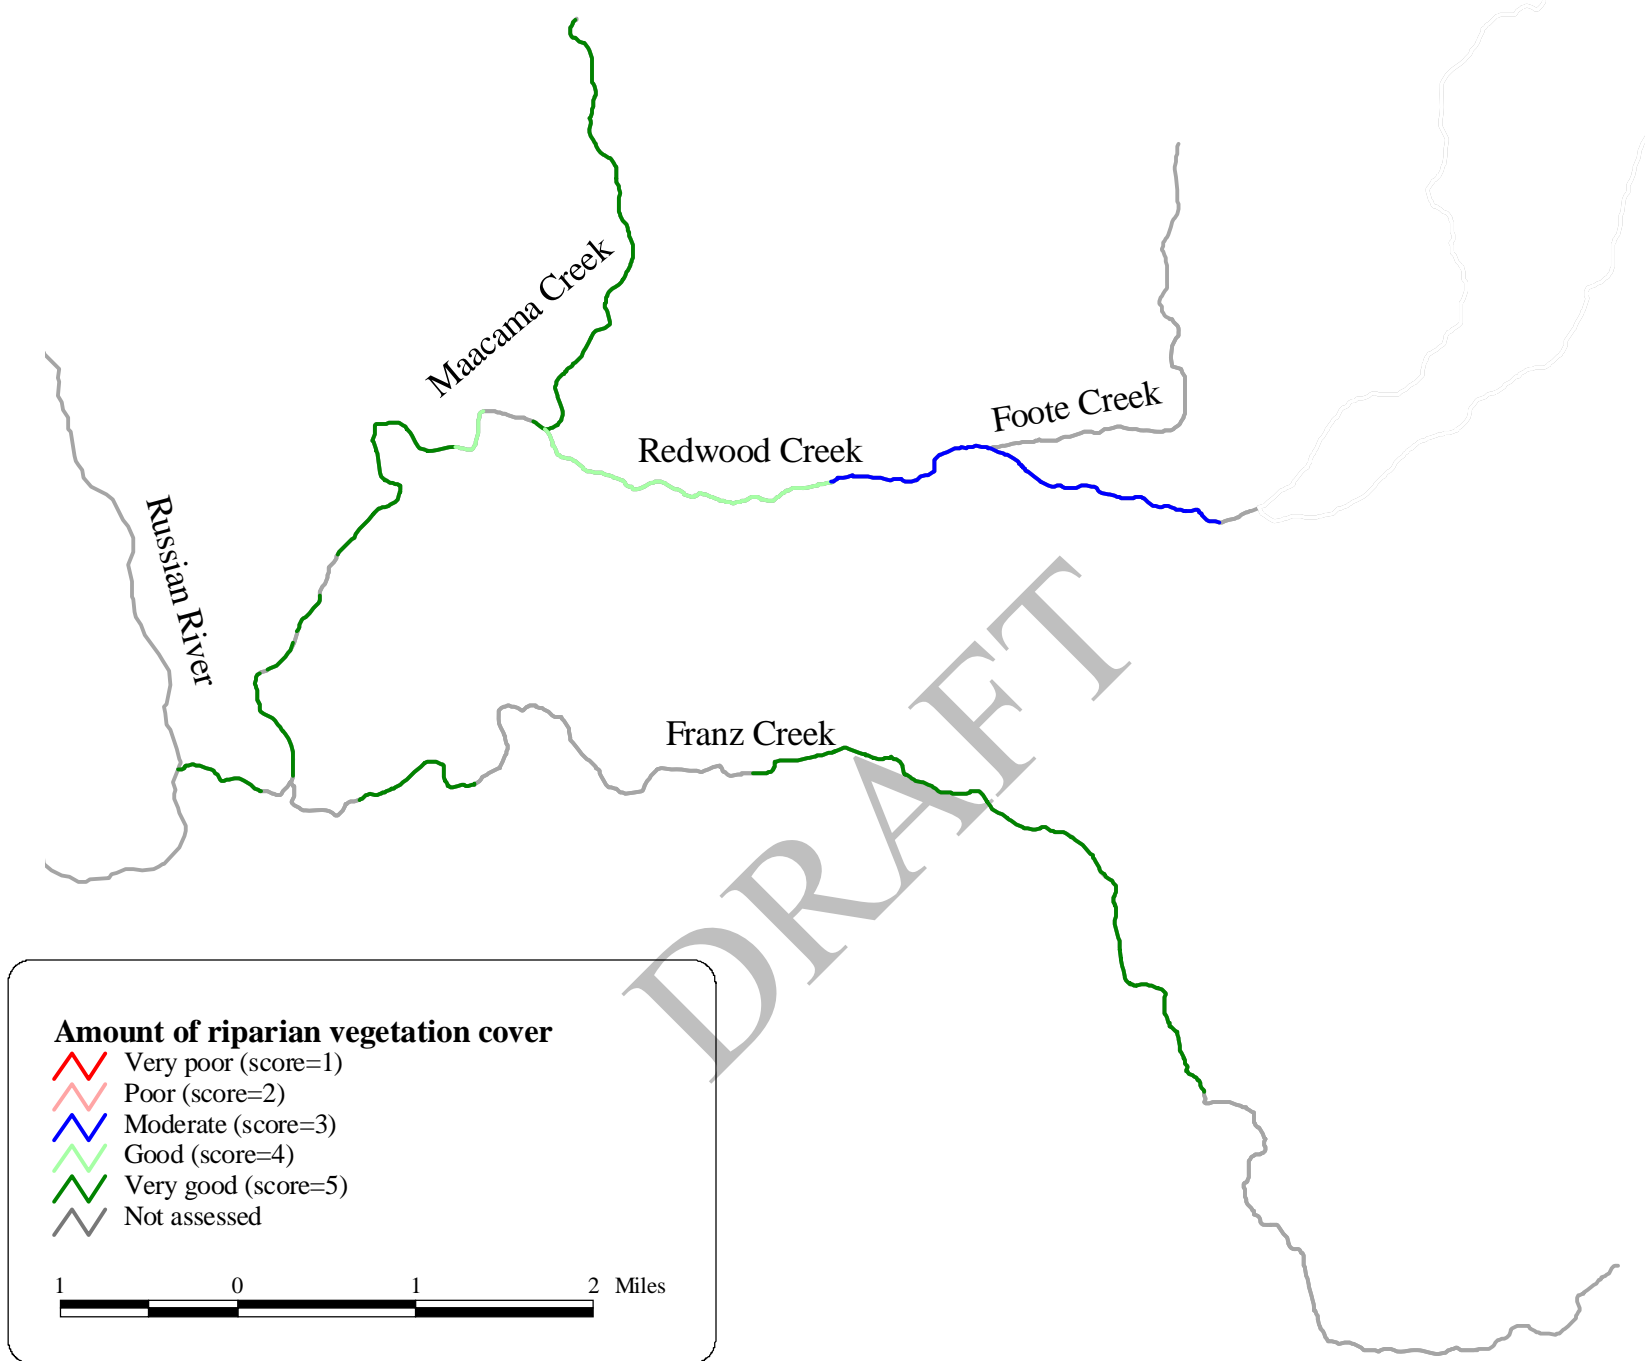 Maacama Creek
Foote Creek
Redwood Creek
Russian River
Franz Creek
DRAFT
Amount of riparian vegetation cover
Very poor (score=1)
Poor (score=2)
Moderate (score=3)
Good (score=4)
Very good (score=5)
Not assessed
1 0 1 2 Miles